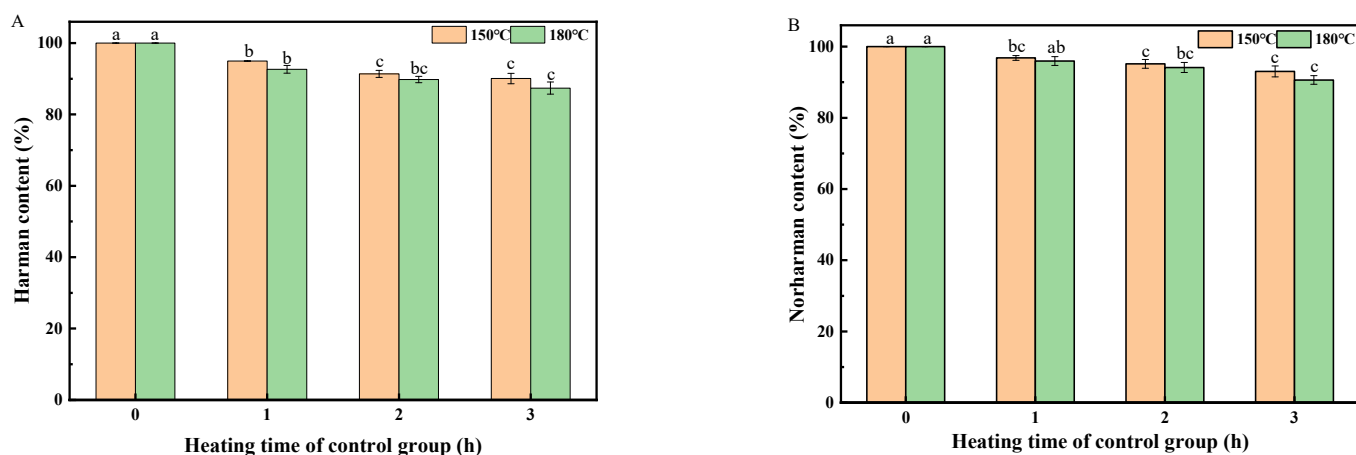 A
150℃ 180℃
a a b b c bc c c
100
80
60
40
20
0
Harman content (%)
0 1 2 3
Heating time of control group (h)
B
150℃ 180℃
a a bc ab c bc c c
100
80
60
40
20
0
Norharman content (%)
0 1 2 3
Heating time of control group (h)